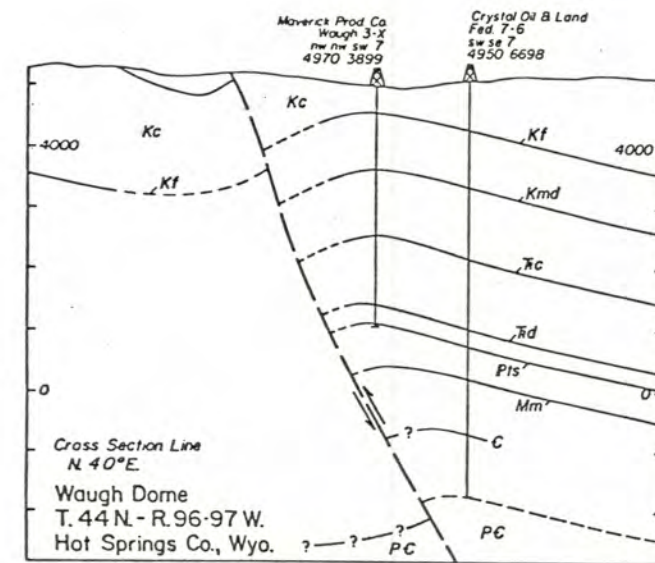 Maverick Prod Co.
Waugh 3-X
nw nw sw 7
4970 3899
Crystal Oil & Land
Fed. 7-6
sw se 7
4950 6698
Kc
Kc
Kf
4000
4000
Kf
Kmd
Ꞧc
Ꞧd
Pts
0
0
Mm
?
Є
Cross Section Line
N. 40°E.
Waugh Dome
T. 44 N. - R. 96-97 W.
Hot Springs Co., Wyo.
? ? ?
PЄ
PЄ